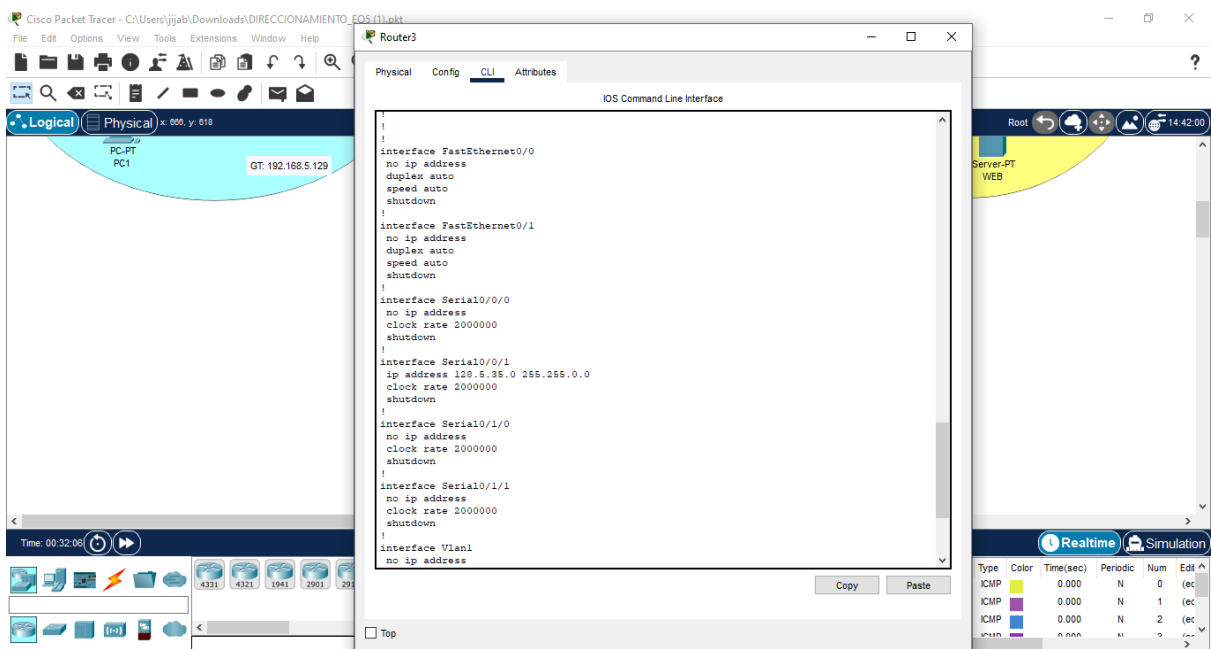 Cisco Packet Tracer - C:\Users\jijab\Downloads\DIRECCIONAMIENTO_EQ5 (1).pkt
File Edit Options View Tools Extensions Window Help
?
Logical Physical x: 666, y: 618
Root 14:42:00
PC-PT
PC1
GT: 192.168.5.129
Server-PT
WEB
Router3
Physical Config CLI Attributes
IOS Command Line Interface
!
!
!
interface FastEthernet0/0
no ip address
duplex auto
speed auto
shutdown
!
interface FastEthernet0/1
no ip address
duplex auto
speed auto
shutdown
!
interface Serial0/0/0
no ip address
clock rate 2000000
shutdown
!
interface Serial0/0/1
ip address 128.5.35.0 255.255.0.0
clock rate 2000000
shutdown
!
interface Serial0/1/0
no ip address
clock rate 2000000
shutdown
!
interface Serial0/1/1
no ip address
clock rate 2000000
shutdown
!
interface Vlan1
no ip address
Copy Paste
Top
Time: 00:32:06
Realtime Simulation
4331 4321 1941 2901 291
Type Color Time(sec) Periodic Num Edit
ICMP 0.000 N 0 (ec
ICMP 0.000 N 1 (ec
ICMP 0.000 N 2 (ec